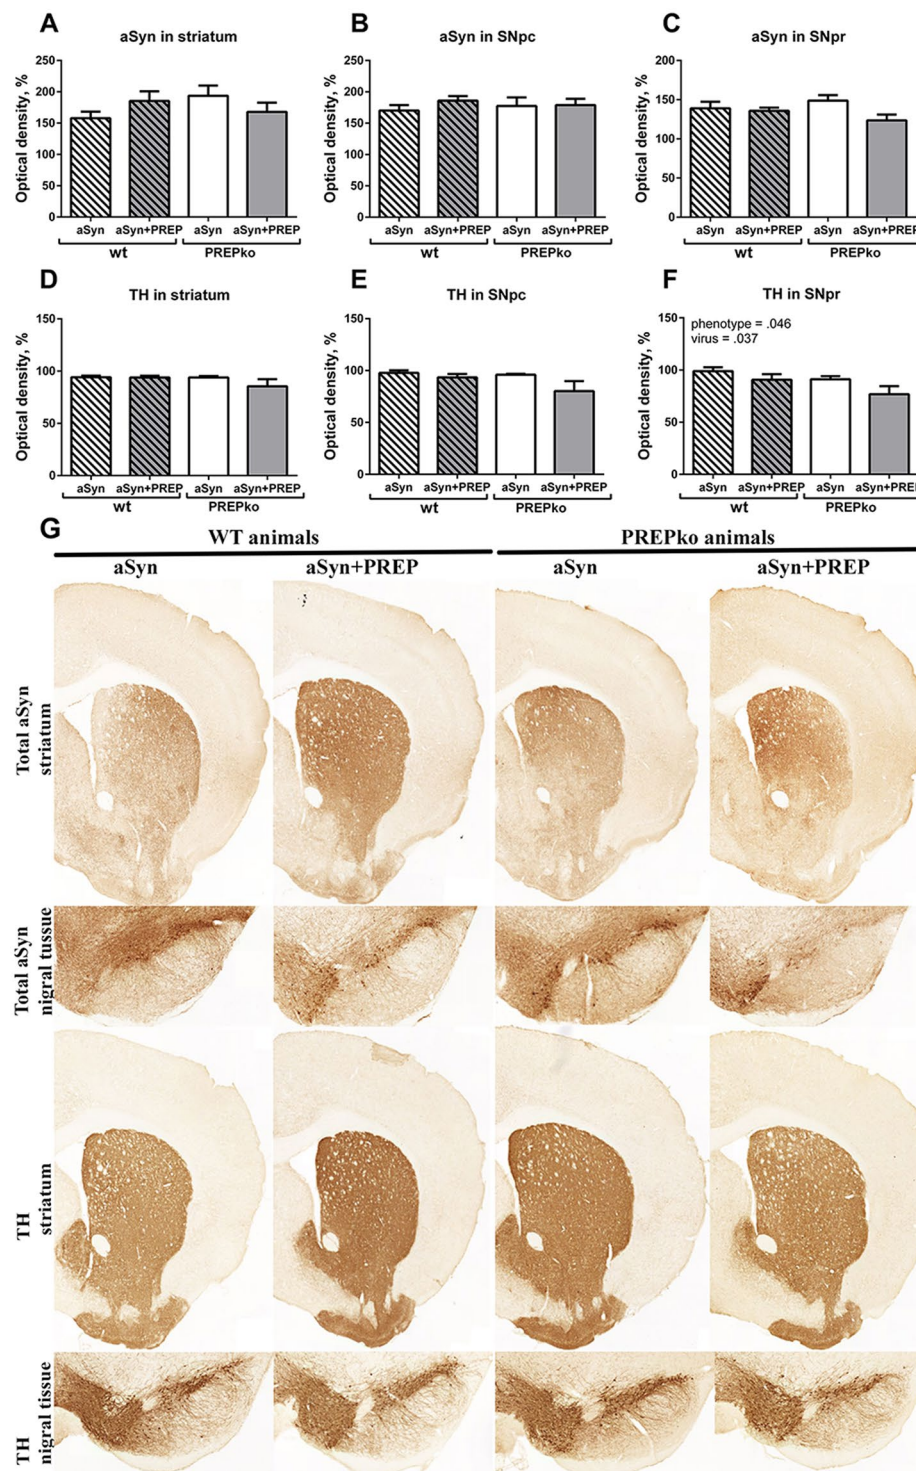 A
aSyn in striatum
Optical density, %
250
200
150
100
50
0
aSyn aSyn+PREP aSyn aSyn+PREP
wt PREPko
B
aSyn in SNpc
Optical density, %
250
200
150
100
50
0
aSyn aSyn+PREP aSyn aSyn+PREP
wt PREPko
C
aSyn in SNpr
Optical density, %
200
150
100
50
0
aSyn aSyn+PREP aSyn aSyn+PREP
wt PREPko
D
TH in striatum
Optical density, %
150
100
50
0
aSyn aSyn+PREP aSyn aSyn+PREP
wt PREPko
E
TH in SNpc
Optical density, %
150
100
50
0
aSyn aSyn+PREP aSyn aSyn+PREP
wt PREPko
F
TH in SNpr
phenotype = .046
virus = .037
Optical density, %
150
100
50
0
aSyn aSyn+PREP aSyn aSyn+PREP
wt PREPko
G
WT animals PREPko animals
aSyn aSyn+PREP aSyn aSyn+PREP
Total aSyn
striatum
Total aSyn
nigral tussue
TH
striatum
TH
nigral tissue